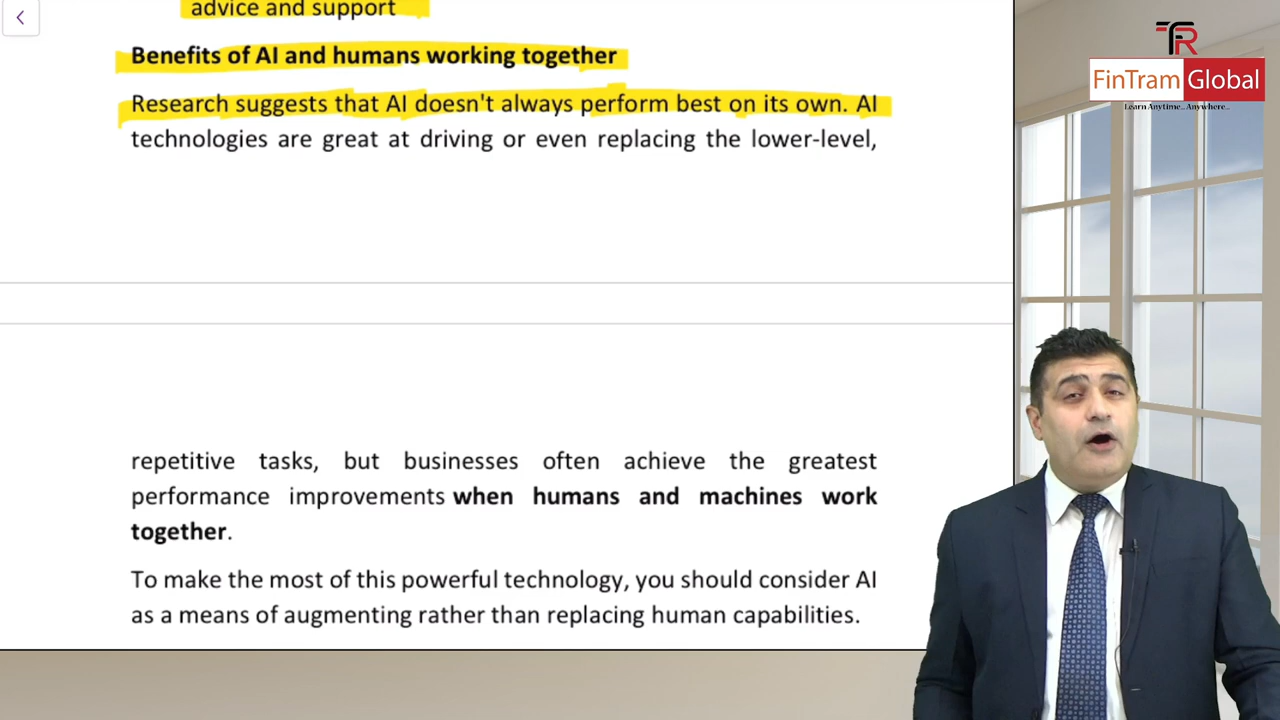 advice and support
Benefits of AI and humans working together
Research suggests that AI doesn't always perform best on its own. AI
technologies are great at driving or even replacing the lower-level,
repetitive tasks, but businesses often achieve the greatest
performance improvements when humans and machines work
together.
To make the most of this powerful technology, you should consider AI
as a means of augmenting rather than replacing human capabilities.
TR
FinTram Global
Learn Anytime.. Anywhere..